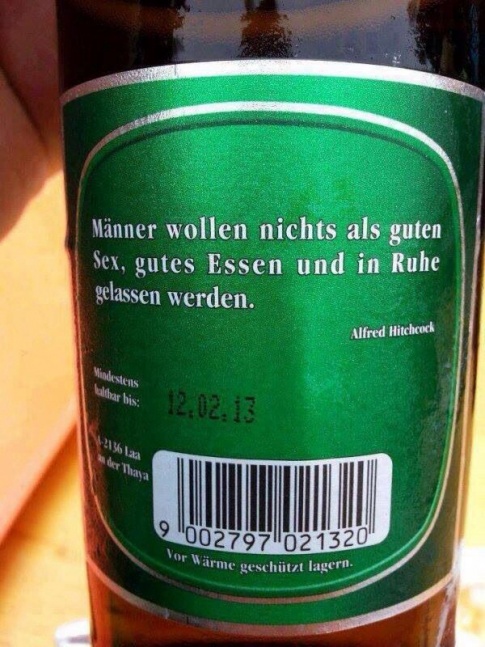 Männer wollen nichts als guten
Sex, gutes Essen und in Ruhe
gelassen werden.
Alfred Hitchcock
Mindestens
haltbar bis:
12.02.13
A-2136 Laa
an der Thaya
9 002797 021320
Vor Wärme geschützt lagern.